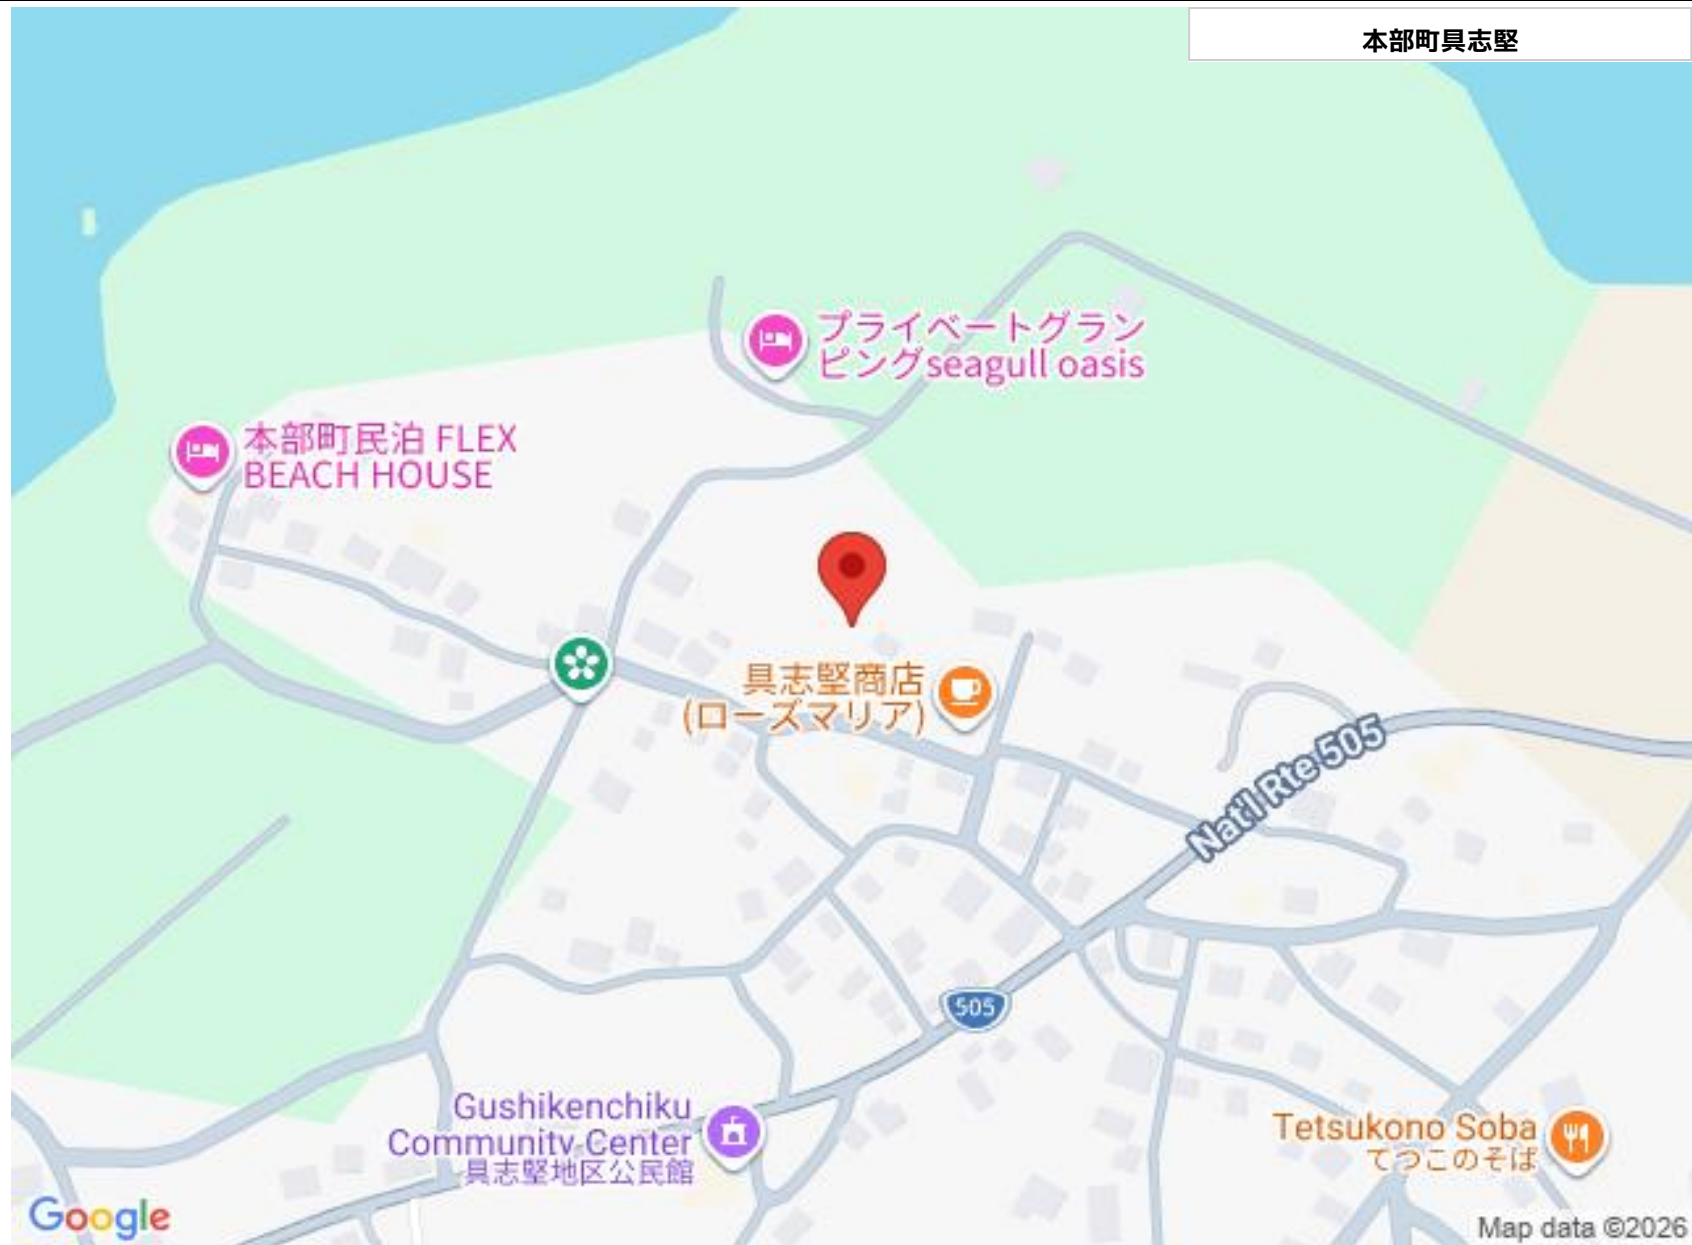 本部町具志堅
プライベートグラン
ピングseagull oasis
本部町民泊 FLEX
BEACH HOUSE
具志堅商店
(ローズマリア)
Nat'l Rte 505
505
Gushikenchiku
Community Center
具志堅地区公民館
Tetsukono Soba
てつこのそば
Google
Map data ©2026